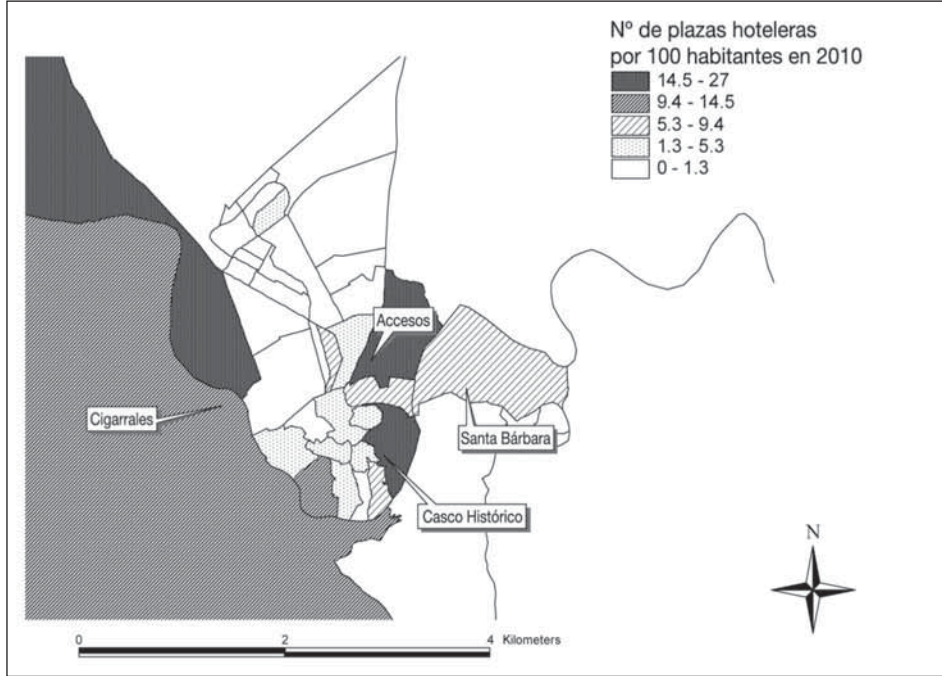 Nº de plazas hoteleras
por 100 habitantes en 2010
14.5 - 27
9.4 - 14.5
5.3 - 9.4
1.3 - 5.3
0 - 1.3
Accesos
Cigarrales
Santa Bárbara
Casco Histórico
N
0 2 4 Kilometers